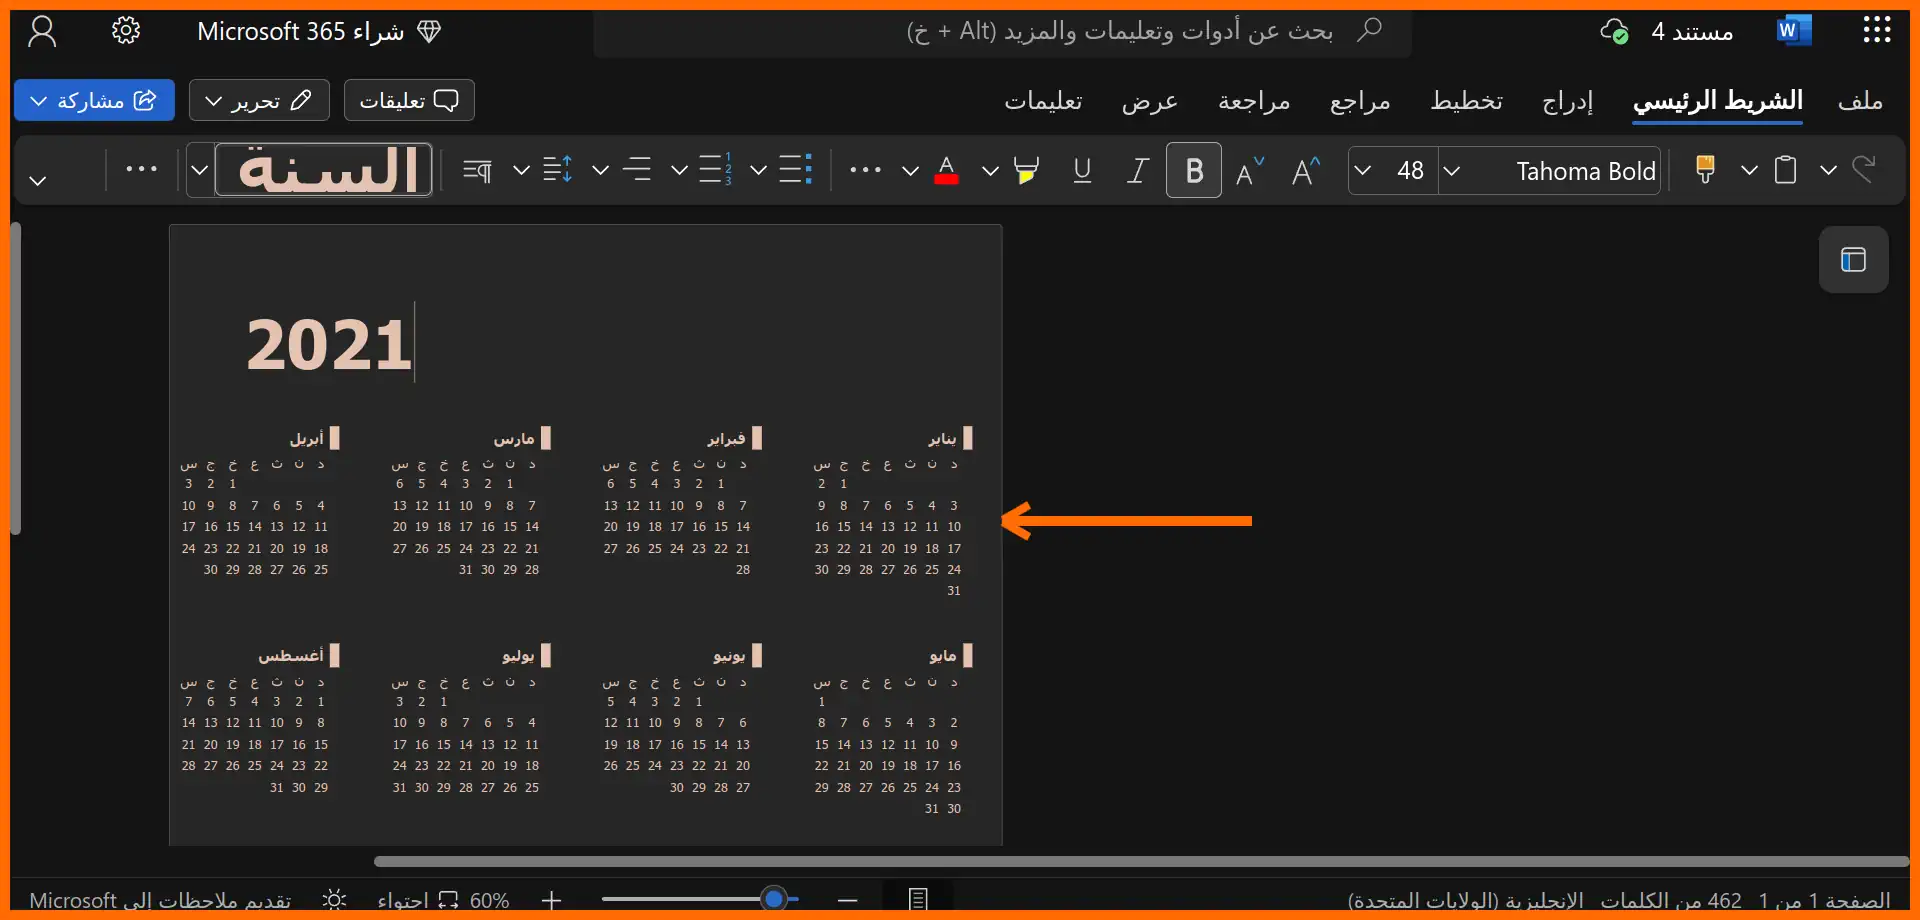 مستند 4
بحث عن أدوات وتعليمات والمزيد (Alt + خ)
شراء Microsoft 365
ملف الشريط الرئيسي إدراج تخطيط مراجع مراجعة عرض تعليمات
تعليقات تحرير مشاركة
Tahoma Bold 48 السنة
2021
يناير فبراير مارس أبريل
د ن ث ع خ ج س د ن ث ع خ ج س د ن ث ع خ ج س د ن ث ع خ ج س
1 2 1 2 3 4 5 6 1 2 3 4 5 6 1 2 3
3 4 5 6 7 8 9 7 8 9 10 11 12 13 7 8 9 10 11 12 13 4 5 6 7 8 9 10
10 11 12 13 14 15 16 14 15 16 17 18 19 20 14 15 16 17 18 19 20 11 12 13 14 15 16 17
17 18 19 20 21 22 23 21 22 23 24 25 26 27 21 22 23 24 25 26 27 18 19 20 21 22 23 24
24 25 26 27 28 29 30 28 28 29 30 31 25 26 27 28 29 30
31
مايو يونيو يوليو أغسطس
د ن ث ع خ ج س د ن ث ع خ ج س د ن ث ع خ ج س د ن ث ع خ ج س
1 1 2 3 4 5 1 2 3 1 2 3 4 5 6 7
2 3 4 5 6 7 8 6 7 8 9 10 11 12 4 5 6 7 8 9 10 8 9 10 11 12 13 14
9 10 11 12 13 14 15 13 14 15 16 17 18 19 11 12 13 14 15 16 17 15 16 17 18 19 20 21
16 17 18 19 20 21 22 20 21 22 23 24 25 26 18 19 20 21 22 23 24 22 23 24 25 26 27 28
23 24 25 26 27 28 29 27 28 29 30 25 26 27 28 29 30 31 29 30 31
30 31
الصفحة 1 من 1 462 من الكلمات الإنجليزية (الولايات المتحدة) 60% احتواء تقديم ملاحظات إلى Microsoft